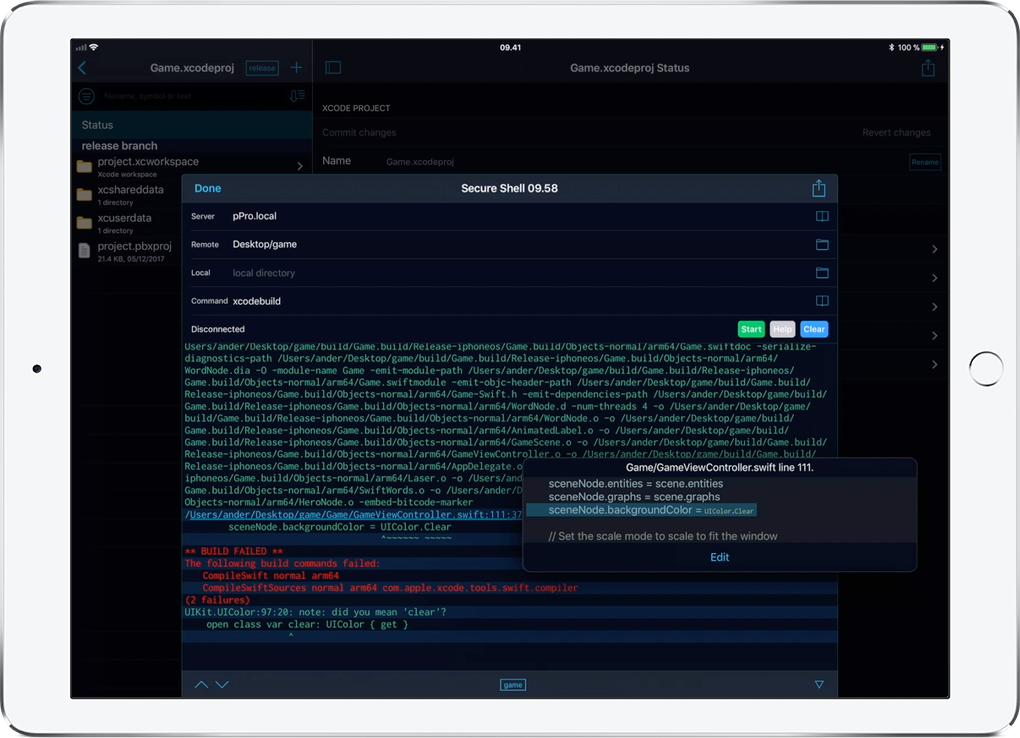 09.41
100 %
Game.xcodeproj
release
Game.xcodeproj Status
filename, symbol or text
Status
release branch
project.xcworkspace
Xcode workspace
xcshareddata
1 directory
xcuserdata
1 directory
project.pbxproj
21.4 KB, 05/12/2017
XCODE PROJECT
Commit changes
Revert changes
Name
Game.xcodeproj
Rename
Done
Secure Shell 09.58
Server
pPro.local
Remote
Desktop/game
Local
local directory
Command
xcodebuild
Disconnected
Start
Help
Clear
Users/ander/Desktop/game/build/Game.build/Release-iphoneos/Game.build/Objects-normal/arm64/Game.swiftdoc -serialize-
diagnostics-path /Users/ander/Desktop/game/build/Game.build/Release-iphoneos/Game.build/Objects-normal/arm64/
WordNode.dia -O -module-name Game -emit-module-path /Users/ander/Desktop/game/build/Game.build/Release-iphoneos/
Game.build/Objects-normal/arm64/Game.swiftmodule -emit-objc-header-path /Users/ander/Desktop/game/build/Game.build/
Release-iphoneos/Game.build/Objects-normal/arm64/Game-Swift.h -emit-dependencies-path /Users/ander/Desktop/game/build/
Game.build/Release-iphoneos/Game.build/Objects-normal/arm64/WordNode.d -num-threads 4 -o /Users/ander/Desktop/game/
build/Game.build/Release-iphoneos/Game.build/Objects-normal/arm64/WordNode.o -o /Users/ander/Desktop/game/build/
Game.build/Release-iphoneos/Game.build/Objects-normal/arm64/AnimatedLabel.o -o /Users/ander/Desktop/game/build/
Game.build/Release-iphoneos/Game.build/Objects-normal/arm64/GameScene.o -o /Users/ander/Desktop/game/build/Game.build/
Release-iphoneos/Game.build/Objects-normal/arm64/GameViewController.o -o /Users/ander/Desktop/game/build/Game.build/
Release-iphoneos/Game.build/Objects-normal/arm64/AppDelegate.o
iphoneos/Game.build/Objects-normal/arm64/Laser.o -o /Users/
Game.build/Objects-normal/arm64/SwiftWords.o -o /Users/ander/D
Objects-normal/arm64/HeroNode.o -embed-bitcode-marker
/Users/ander/Desktop/game/Game/GameViewController.swift:111:37
sceneNode.backgroundColor = UIColor.Clear
^~~~~~~ ~~~~~
** BUILD FAILED **
The following build commands failed:
CompileSwift normal arm64
CompileSwiftSources normal arm64 com.apple.xcode.tools.swift.compiler
(2 failures)
UIKit.UIColor:97:20: note: did you mean 'clear'?
open class var clear: UIColor { get }
^
Game/GameViewController.swift line 111.
sceneNode.entities = scene.entities
sceneNode.graphs = scene.graphs
sceneNode.backgroundColor = UIColor.Clear
// Set the scale mode to scale to fit the window
Edit
game